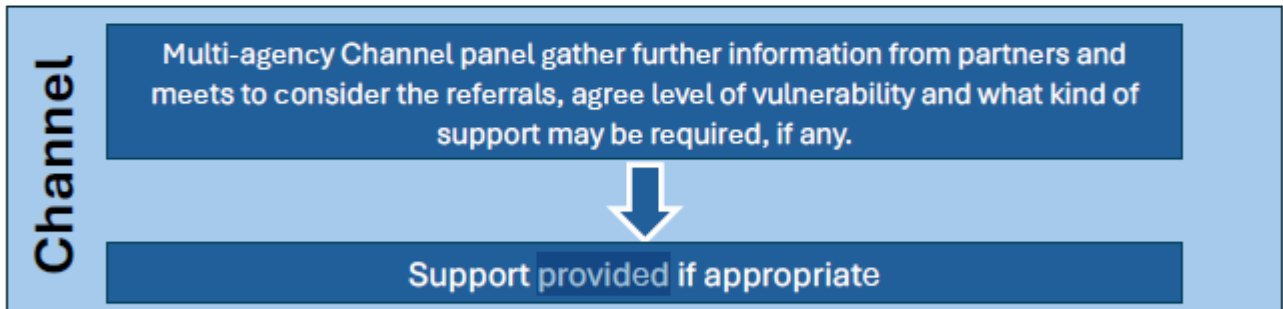 Channel
Multi-agency Channel panel gather further information from partners and
meets to consider the referrals, agree level of vulnerability and what kind of
support may be required, if any.
Support provided if appropriate